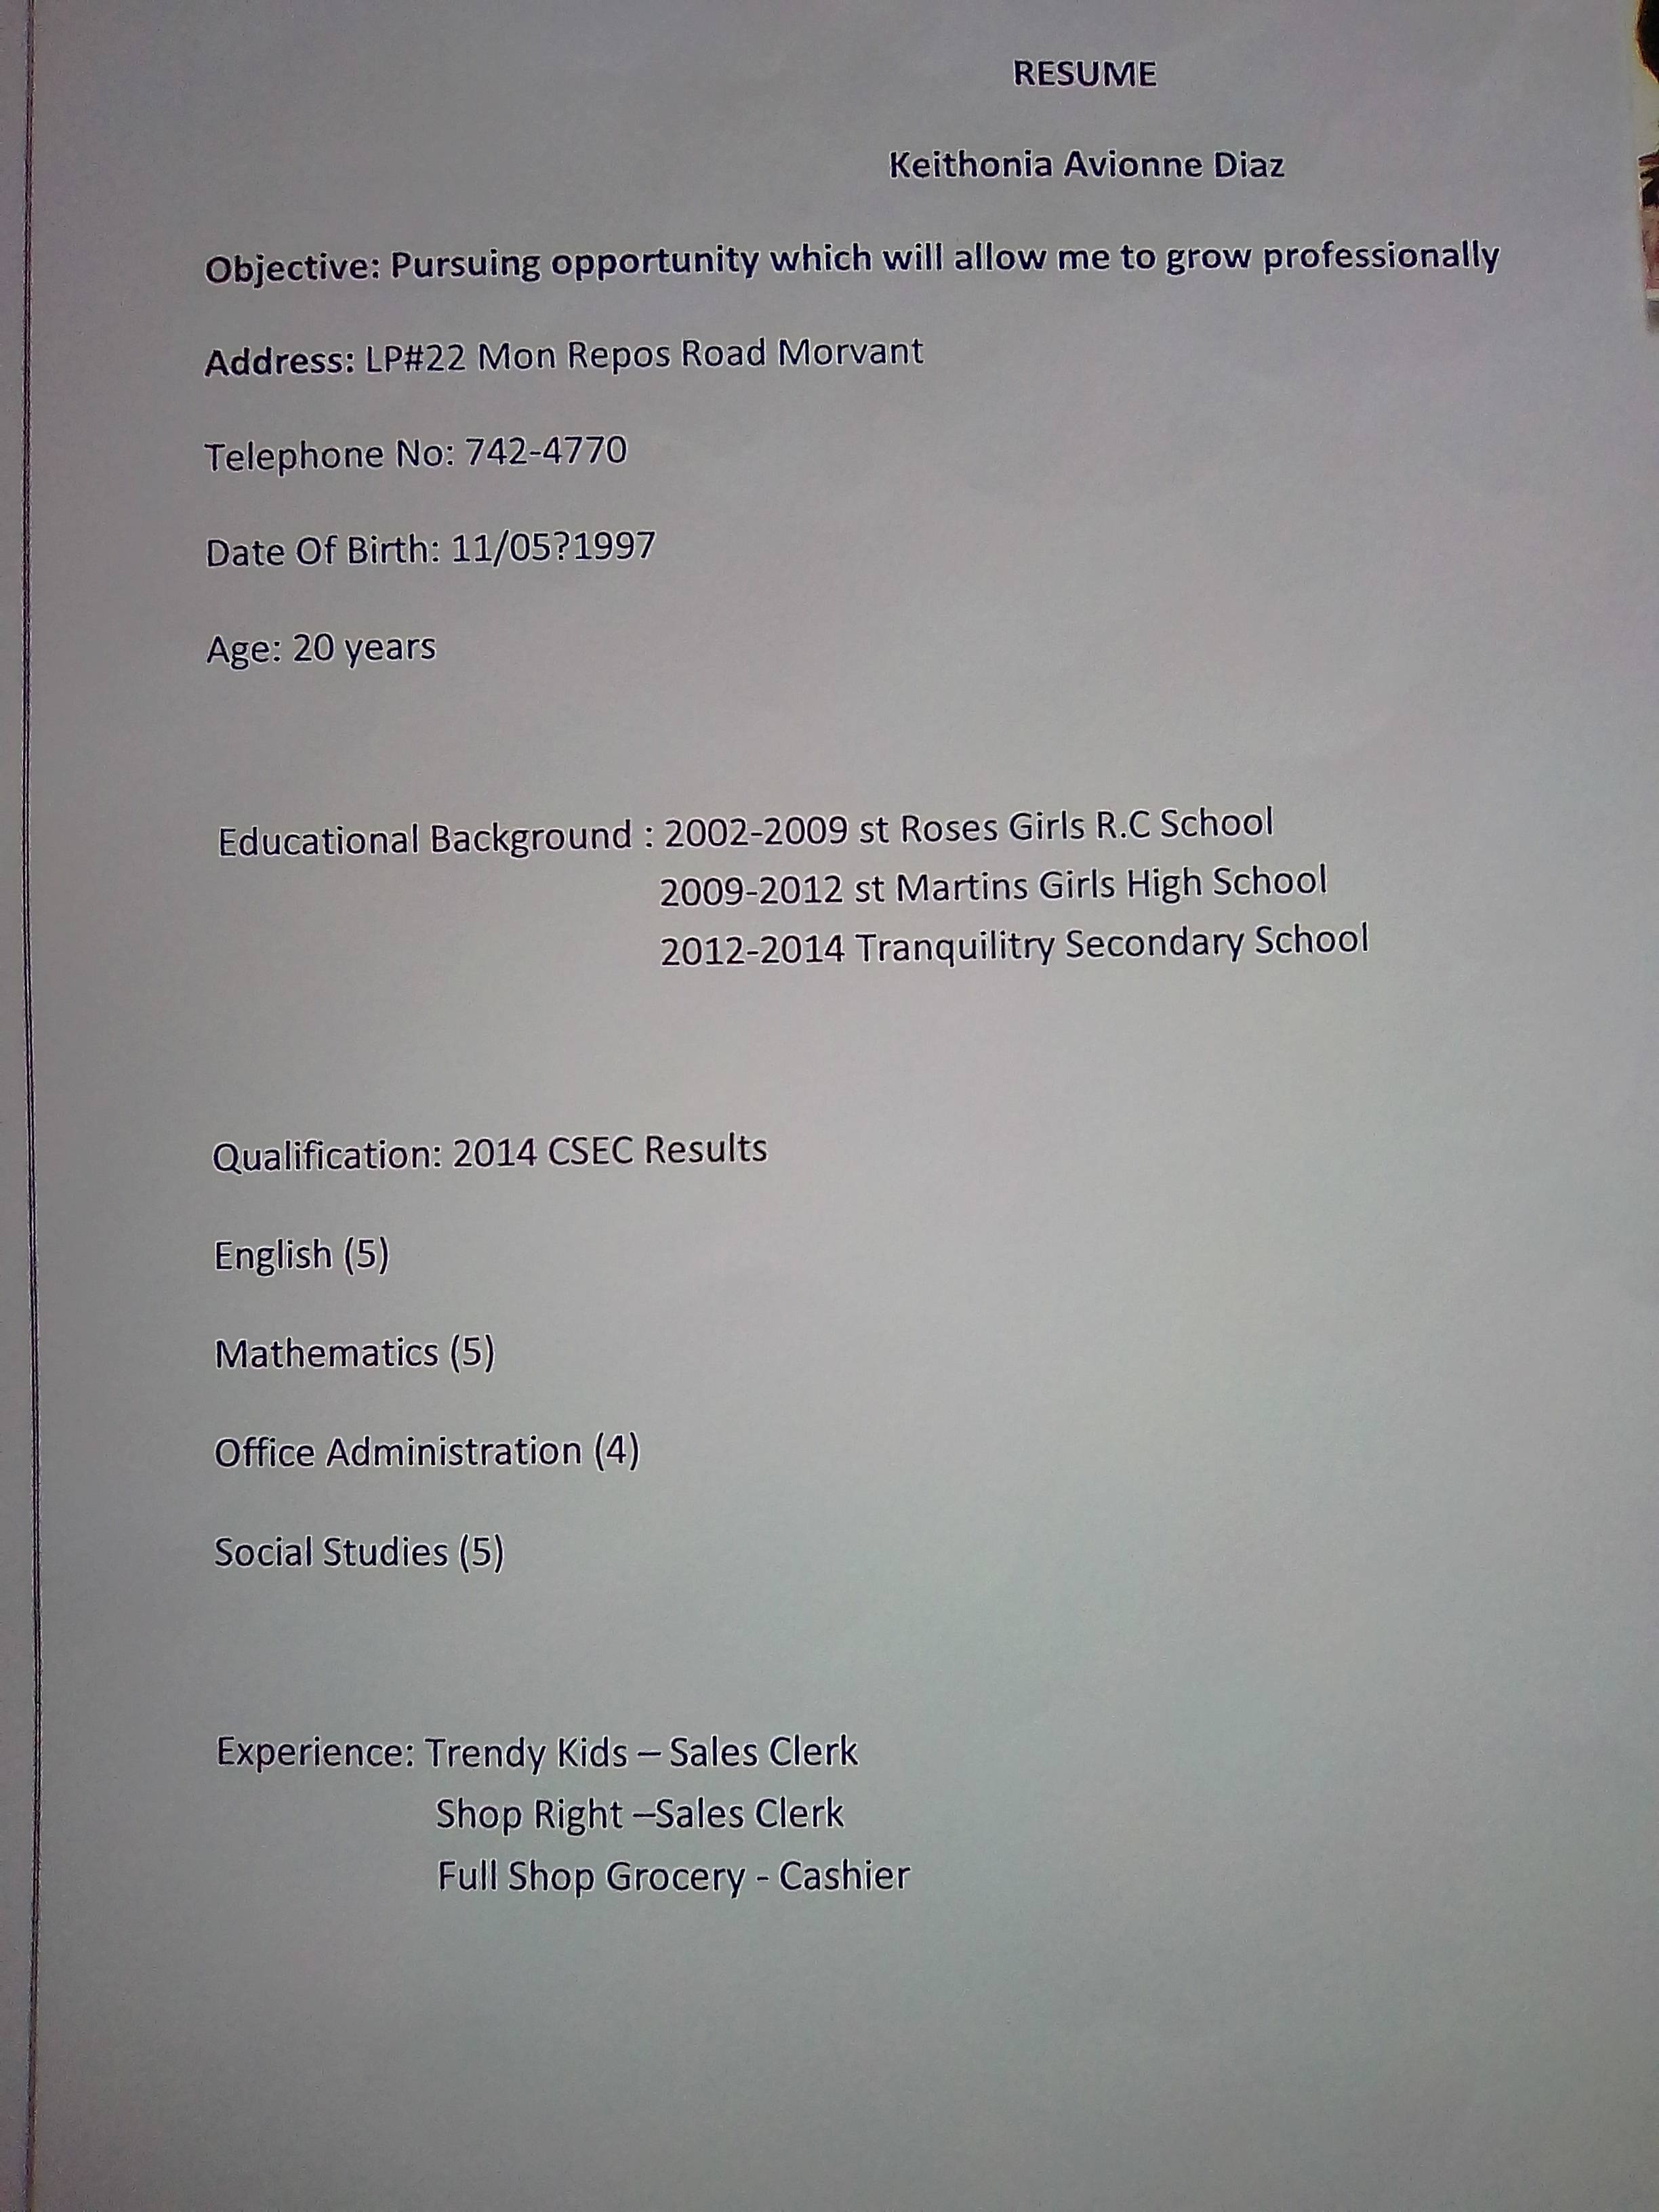 RESUME
Keithonia Avionne Diaz
Objective: Pursuing opportunity which will allow me to grow professionally
Address: LP#22 Mon Repos Road Morvant
Telephone No: 742-4770
Date Of Birth: 11/05?1997
Age: 20 years
Educational Background : 2002-2009 st Roses Girls R.C School
2009-2012 st Martins Girls High School
2012-2014 Tranquilitry Secondary School
Qualification: 2014 CSEC Results
English (5)
Mathematics (5)
Office Administration (4)
Social Studies (5)
Experience: Trendy Kids – Sales Clerk
Shop Right –Sales Clerk
Full Shop Grocery - Cashier